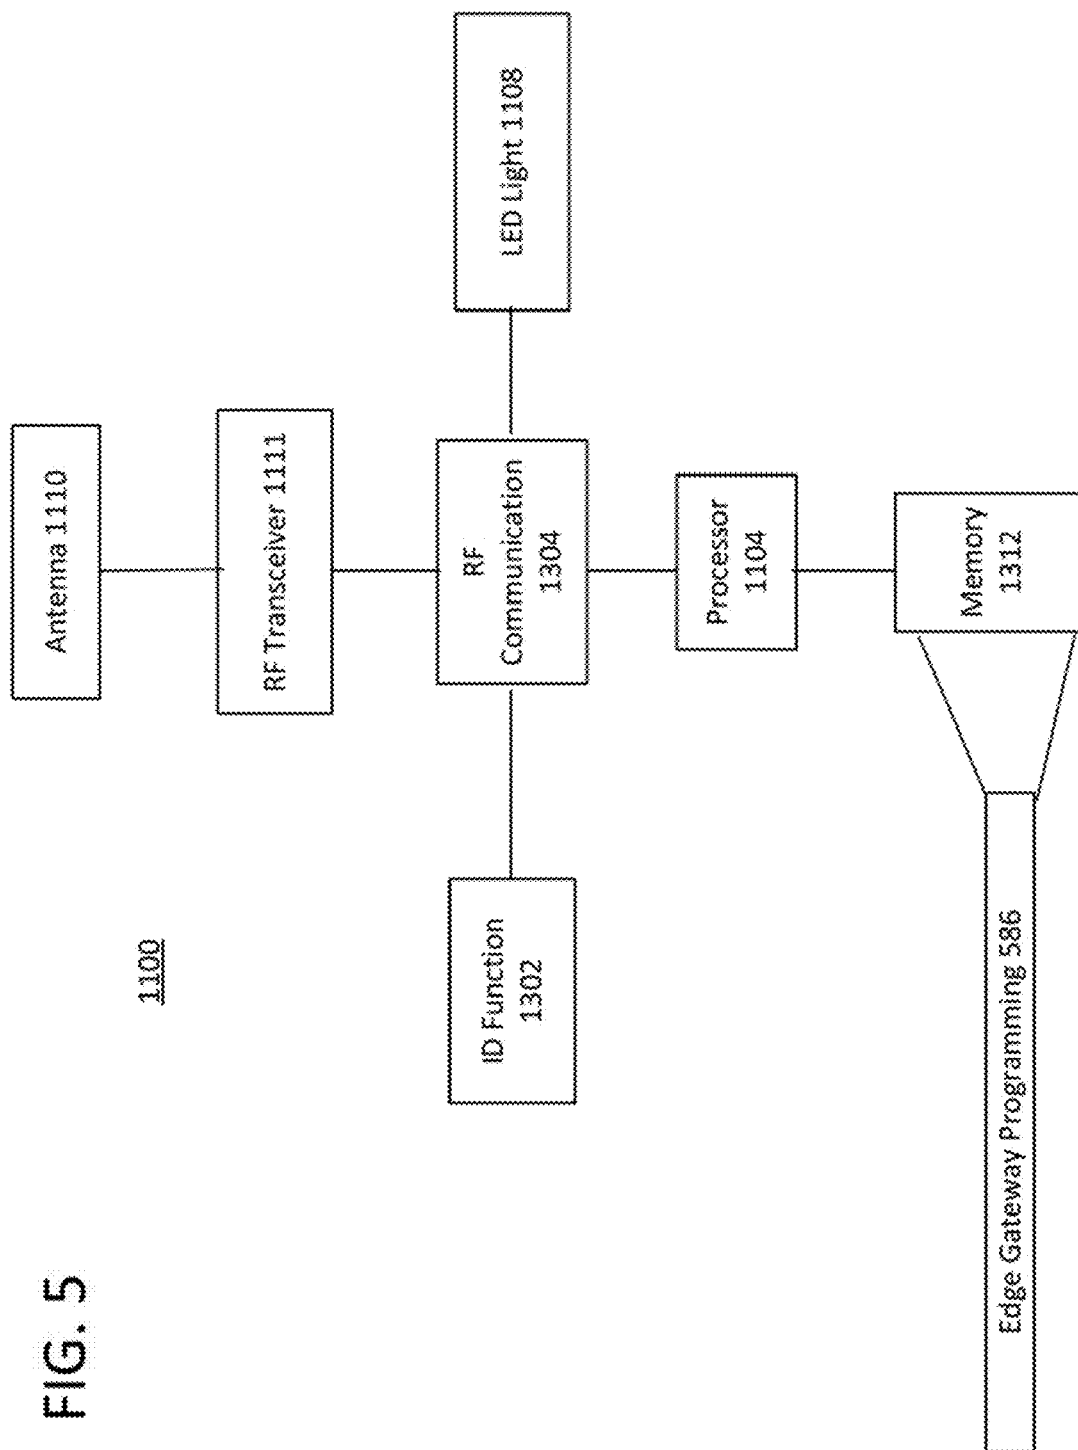 FIG. 5
1100
Antenna 1110
RF Transceiver 1111
ID Function
1302
RF
Communication
1304
LED Light 1108
Processor
1104
Memory
1312
Edge Gateway Programming 586